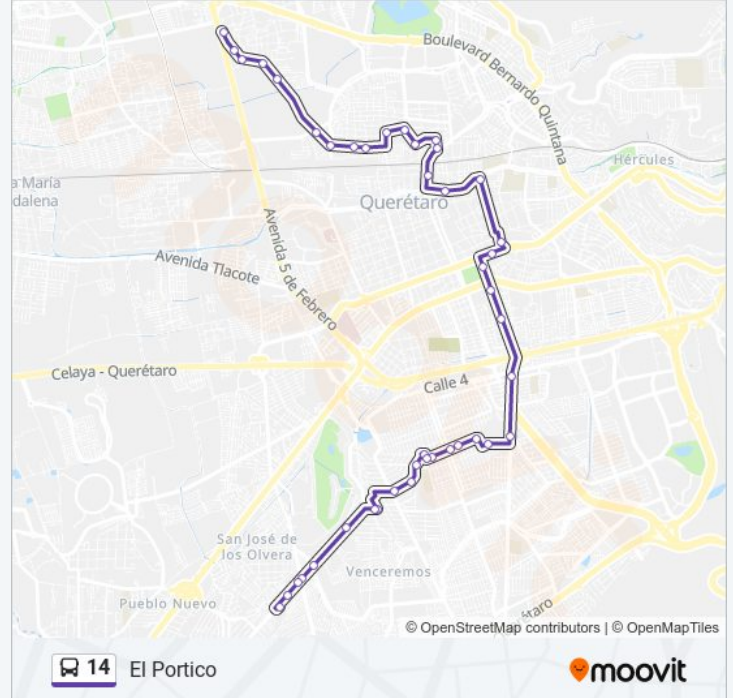 Boulevard Bernardo Quintana
Hércules
a María
dalena
Querétaro
Avenida Tlacote
Avenida 5 de Febrero
Celaya - Querétaro
Calle 4
San José de
los Olvera
Venceremos
Pueblo Nuevo
étaro
© OpenStreetMap contributors | © OpenMapTiles
14 El Portico
moovit